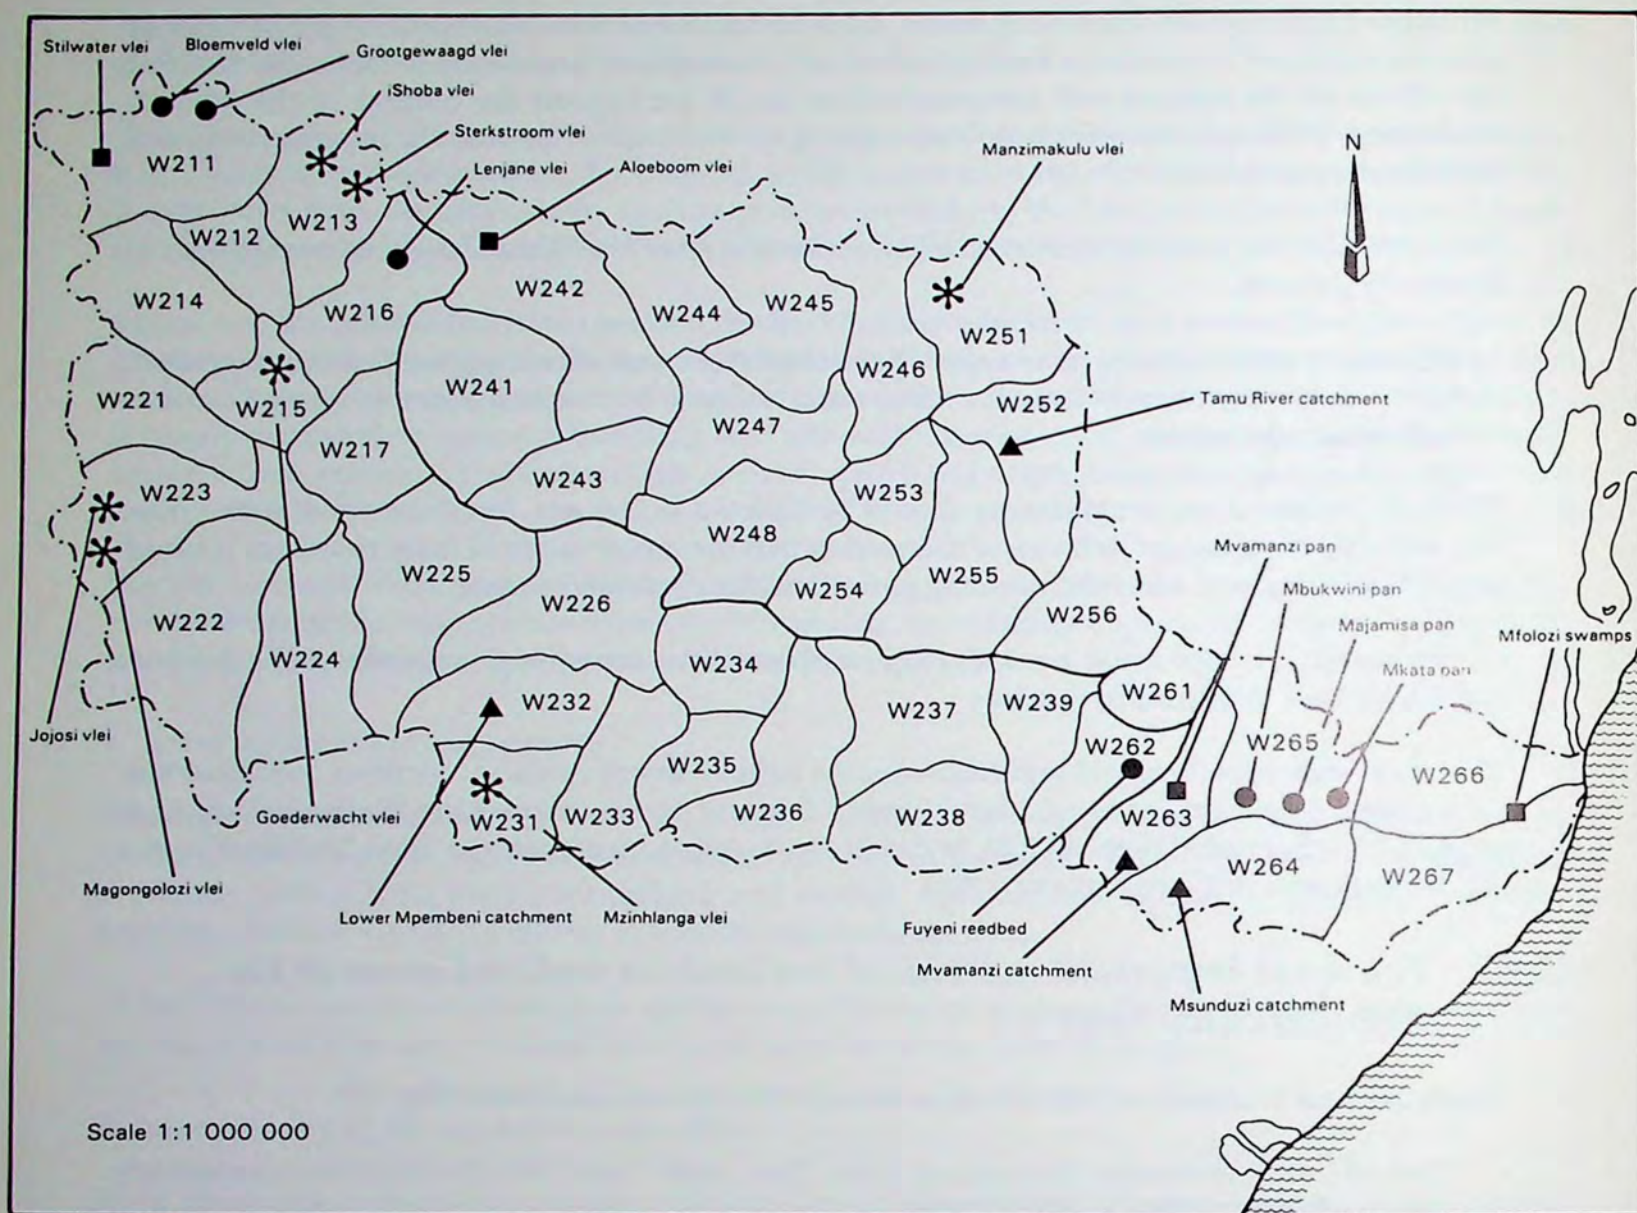 Stilwater vlei
Bloemveld vlei
Grootgewaagd vlei
iShoba vlei
Sterkstroom vlei
Lenjane vlei
Aloeboom vlei
Manzimakulu vlei
N
W211
W212
W213
W214
W216
W242
W244
W245
W251
W246
W241
W221
W215
W252
W247
Tamu River catchment
W217
W243
W223
W253
W248
Mvamanzi pan
W225
W255
W254
W226
Mbukwini pan
W256
W222
Majamisa pan
Mfolozi swamps
W224
W234
Mkata pan
W232
W261
W239
W237
Jojosi vlei
W262
W265
W235
W266
Goederwacht vlei
W231
W233
W236
W238
W263
W264
W267
Magongolozi vlei
Lower Mpembeni catchment
Mzinhlanga vlei
Fuyeni reedbed
Mvamanzi catchment
Msunduzi catchment
Scale 1:1 000 000